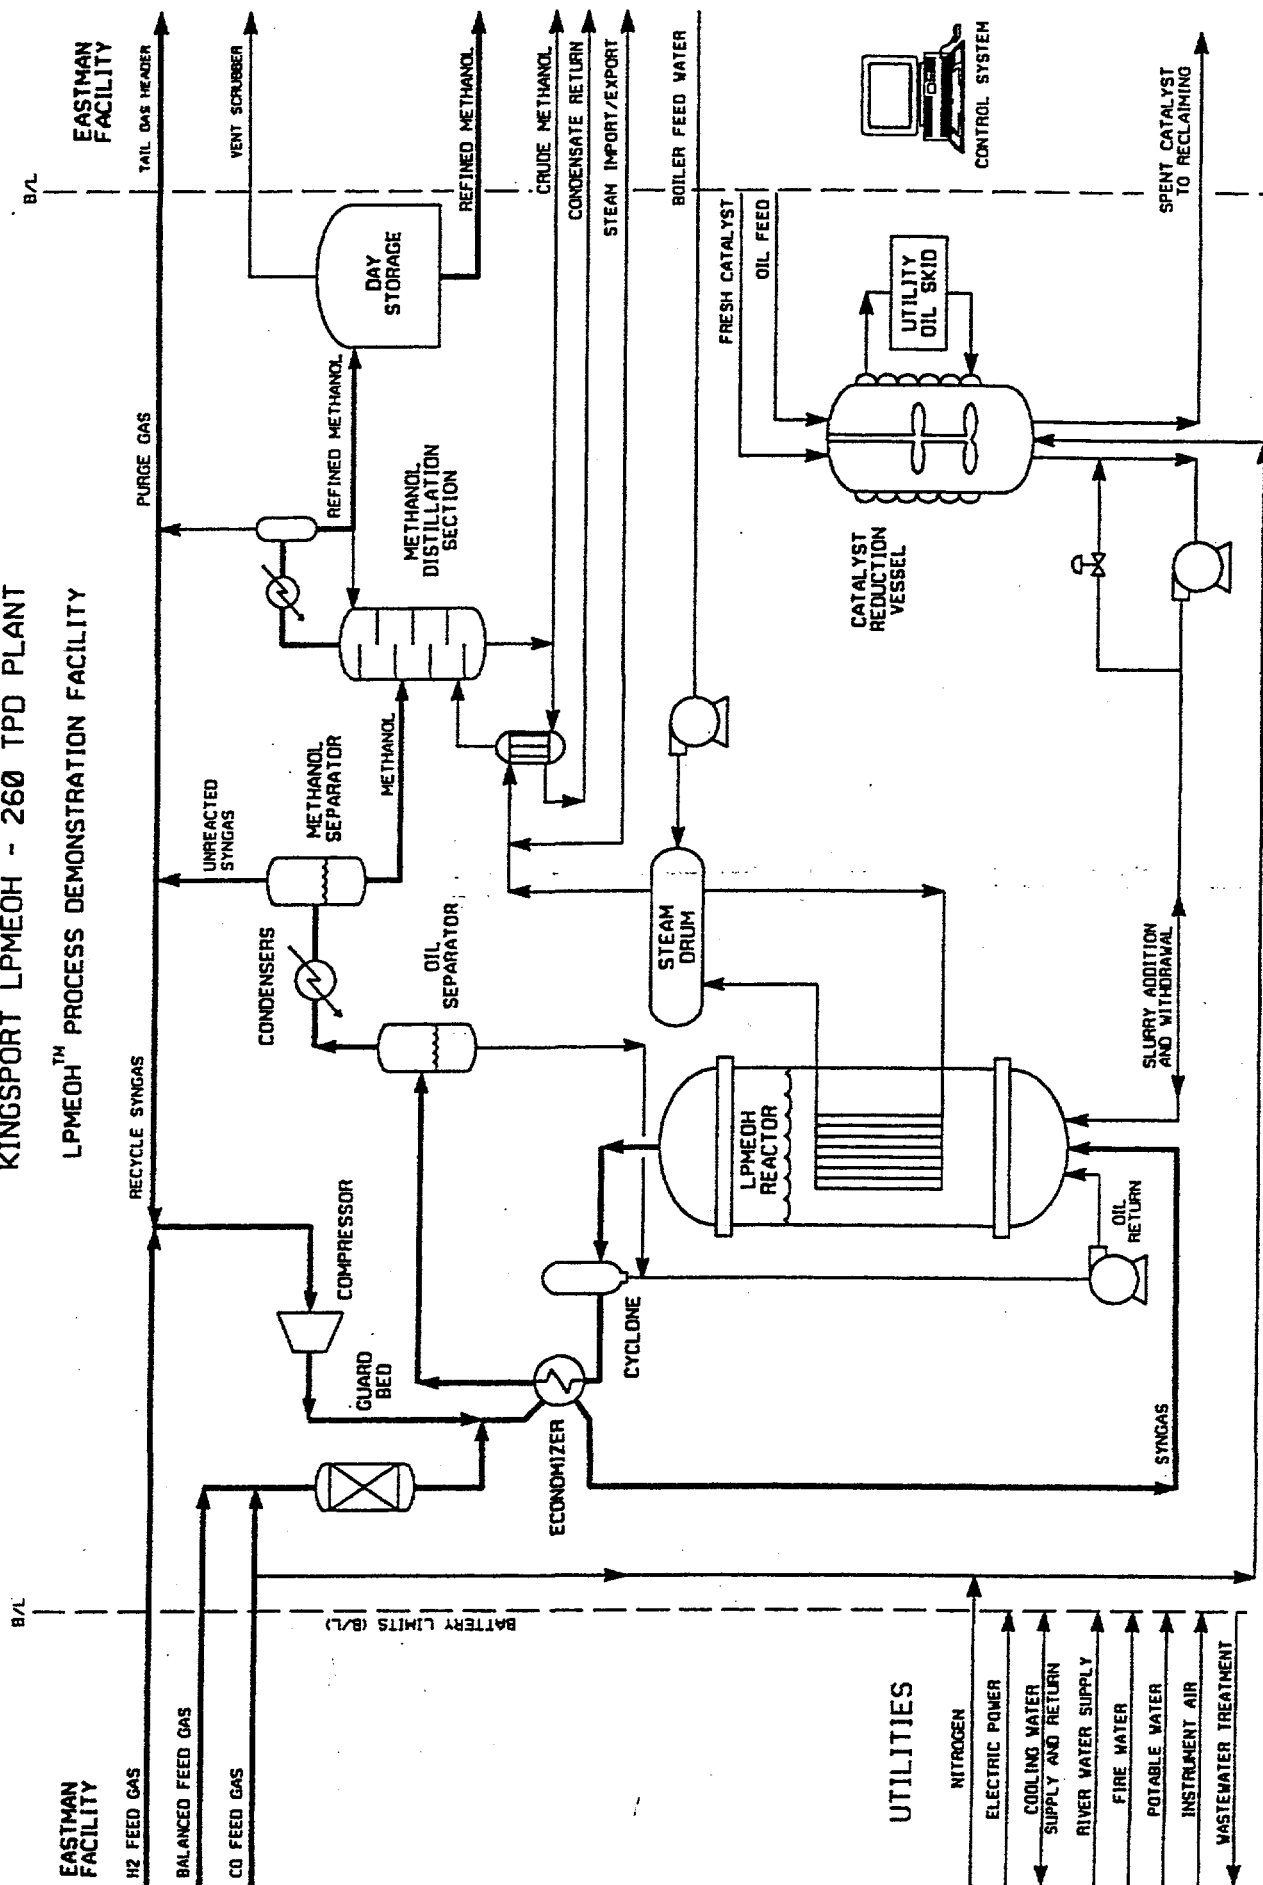 KINGSPORT LPMEOH - 260 TPD PLANT
LPMEOH™ PROCESS DEMONSTRATION FACILITY
B/L
B/L
EASTMAN
FACILITY
EASTMAN
FACILITY
H2 FEED GAS
RECYCLE SYNGAS
PURGE GAS
TAIL GAS HEADER
BALANCED FEED GAS
CO FEED GAS
UNREACTED
SYNGAS
VENT SCRUBBER
COMPRESSOR
CONDENSERS
METHANOL
SEPARATOR
REFINED METHANOL
DAY
STORAGE
GUARD
BED
METHANOL
METHANOL
DISTILLATION
SECTION
REFINED METHANOL
BATTERY LIMITS (B/L)
OIL
SEPARATOR
CRUDE METHANOL
CONDENSATE RETURN
STEAM IMPORT/EXPORT
ECONOMIZER
CYCLONE
STEAM
DRUM
BOILER FEED WATER
LPMEOH
REACTOR
FRESH CATALYST
OIL FEED
UTILITY
OIL SKID
CATALYST
REDUCTION
VESSEL
CONTROL SYSTEM
OIL
RETURN
SLURRY ADDITION
AND WITHDRAWAL
SYNGAS
SPENT CATALYST
TO RECLAIMING
UTILITIES
NITROGEN
ELECTRIC POWER
COOLING WATER
SUPPLY AND RETURN
RIVER WATER SUPPLY
FIRE WATER
POTABLE WATER
INSTRUMENT AIR
WASTEWATER TREATMENT